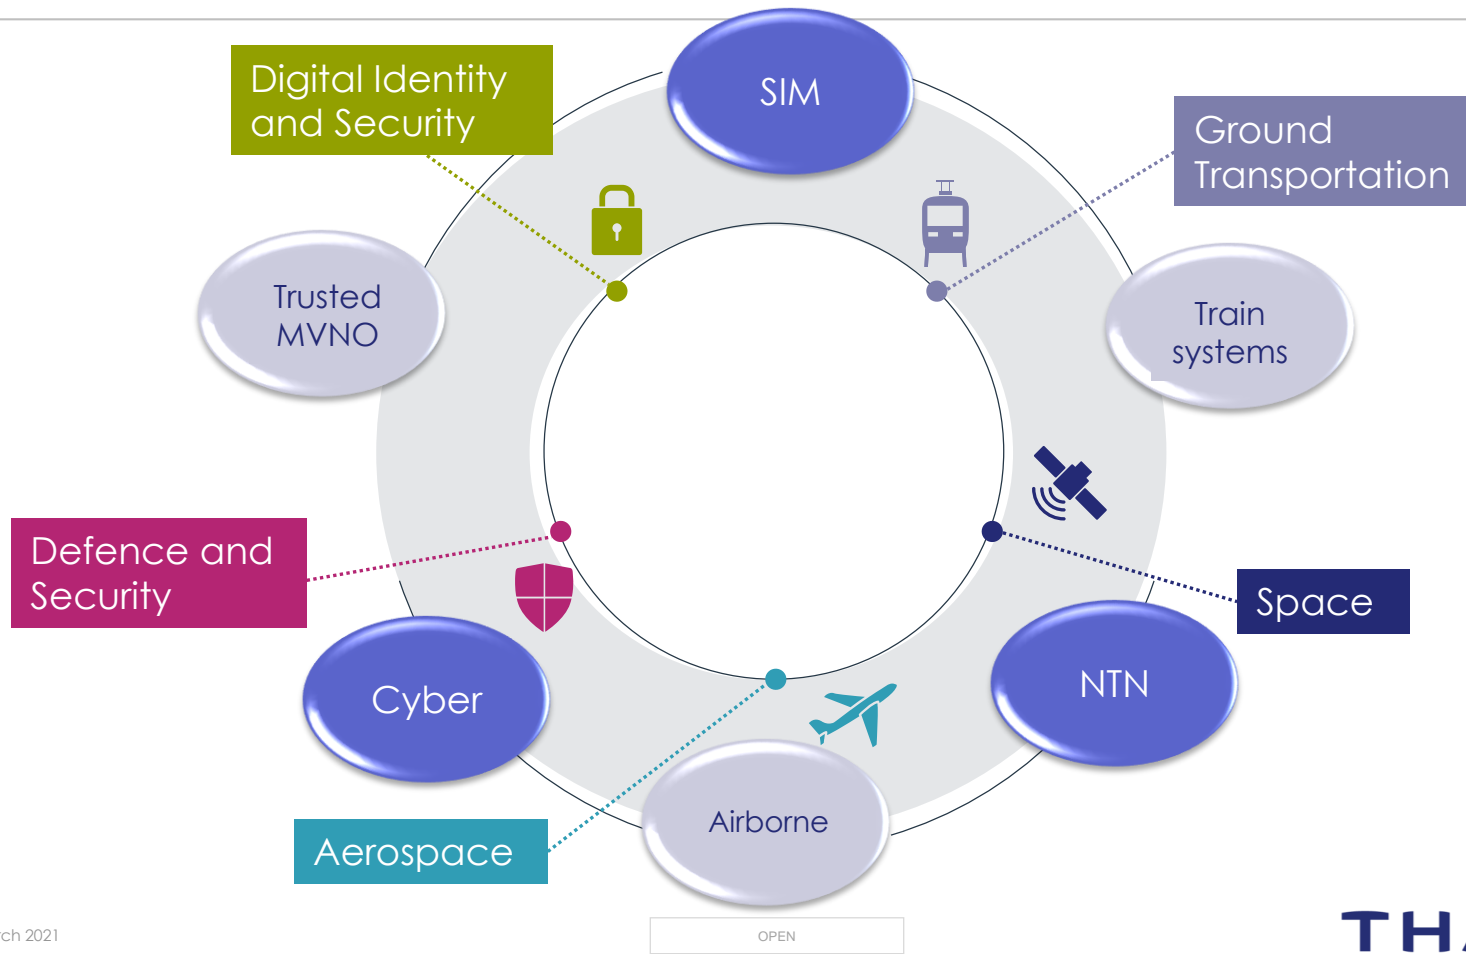 SIM
Digital Identity
and Security
Ground
Transportation
Trusted
MVNO
Train
systems
Defence and
Security
Space
Cyber
NTN
Airborne
Aerospace
2021
OPEN